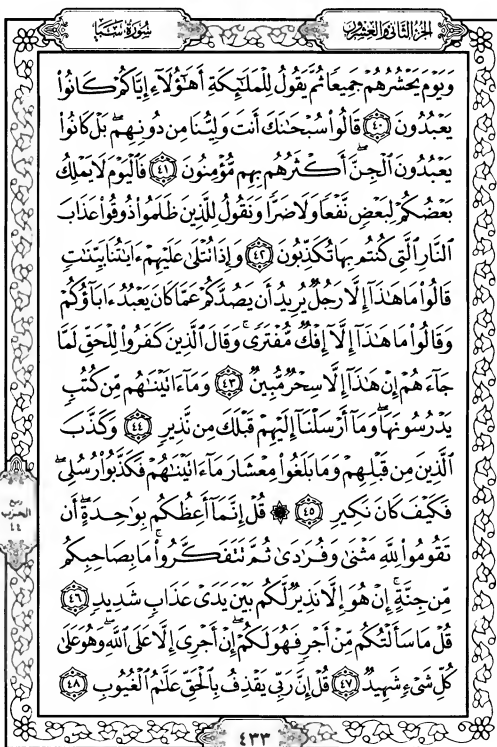 الجزء الثاني والعشرون
سورة سبأ
وَيَوْمَ يَحْشُرُهُمْ جَمِيعًا ثُمَّ يَقُولُ لِلْمَلَٰٓئِكَةِ أَهَٰٓؤُلَآءِ إِيَّاكُمْ كَانُوا۟
يَعْبُدُونَ ٤٠ قَالُوا۟ سُبْحَٰنَكَ أَنتَ وَلِيُّنَا مِن دُونِهِم ۖ بَلْ كَانُوا۟
يَعْبُدُونَ ٱلْجِنَّ ۖ أَكْثَرُهُم بِهِم مُّؤْمِنُونَ ٤١ فَٱلْيَوْمَ لَا يَمْلِكُ
بَعْضُكُمْ لِبَعْضٍ نَّفْعًا وَلَا ضَرًّا وَنَقُولُ لِلَّذِينَ ظَلَمُوا۟ ذُوقُوا۟ عَذَابَ
ٱلنَّارِ ٱلَّتِى كُنتُم بِهَا تُكَذِّبُونَ ٤٢ وَإِذَا تُتْلَىٰ عَلَيْهِمْ ءَايَٰتُنَا بَيِّنَٰتٍ
قَالُوا۟ مَا هَٰذَآ إِلَّا رَجُلٌ يُرِيدُ أَن يَصُدَّكُمْ عَمَّا كَانَ يَعْبُدُ ءَابَآؤُكُمْ
وَقَالُوا۟ مَا هَٰذَآ إِلَّآ إِفْكٌ مُّفْتَرًى ۚ وَقَالَ ٱلَّذِينَ كَفَرُوا۟ لِلْحَقِّ لَمَّا
جَآءَهُمْ إِنْ هَٰذَآ إِلَّا سِحْرٌ مُّبِينٌ ٤٣ وَمَآ ءَاتَيْنَٰهُم مِّن كُتُبٍ
يَدْرُسُونَهَا ۖ وَمَآ أَرْسَلْنَآ إِلَيْهِمْ قَبْلَكَ مِن نَّذِيرٍ ٤٤ وَكَذَّبَ
ٱلَّذِينَ مِن قَبْلِهِمْ وَمَا بَلَغُوا۟ مِعْشَارَ مَآ ءَاتَيْنَٰهُمْ فَكَذَّبُوا۟ رُسُلِى ۖ
فَكَيْفَ كَانَ نَكِيرِ ٤٥ ۞ قُلْ إِنَّمَآ أَعِظُكُم بِوَٰحِدَةٍ ۖ أَن
تَقُومُوا۟ لِلَّهِ مَثْنَىٰ وَفُرَٰدَىٰ ثُمَّ تَتَفَكَّرُوا۟ ۚ مَا بِصَاحِبِكُم
مِّن جِنَّةٍ ۚ إِنْ هُوَ إِلَّا نَذِيرٌ لَّكُم بَيْنَ يَدَىْ عَذَابٍ شَدِيدٍ ٤٦
قُلْ مَا سَأَلْتُكُم مِّنْ أَجْرٍ فَهُوَ لَكُمْ ۖ إِنْ أَجْرِىَ إِلَّا عَلَى ٱللَّهِ ۖ وَهُوَ عَلَىٰ
كُلِّ شَىْءٍ شَهِيدٌ ٤٧ قُلْ إِنَّ رَبِّى يَقْذِفُ بِٱلْحَقِّ عَلَّٰمُ ٱلْغُيُوبِ ٤٨
ربع
الحزب
٤٤
٤٣٣